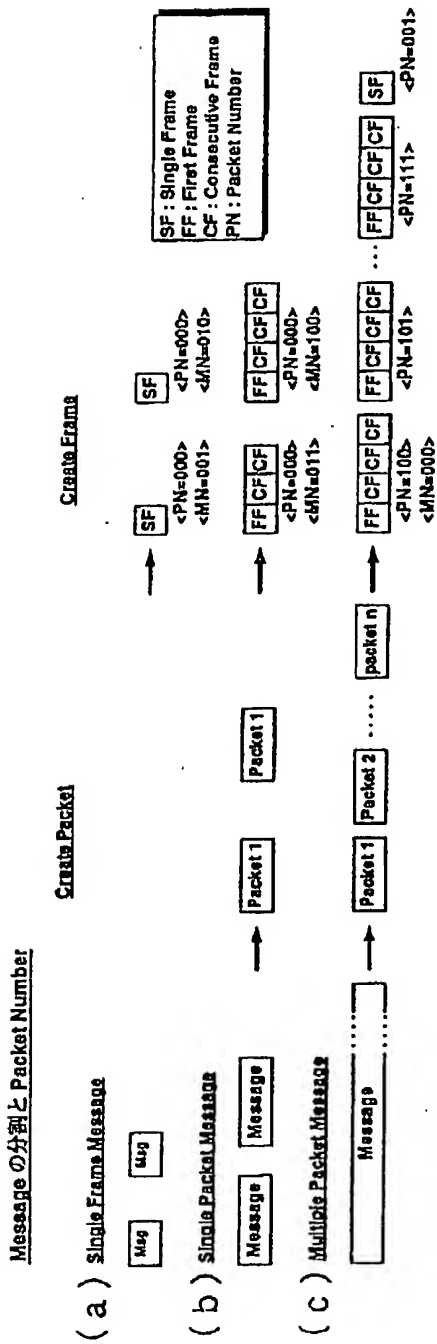 Message の分割と Packet Number
Create Packet
Create Frame
SF : Single Frame
FF : First Frame
CF : Consecutive Frame
PN : Packet Number
( a ) Single Frame Message
Msg Msg
SF SF
<PN=000> <PN=000>
<MN=001> <MN=010>
( b ) Single Packet Message
Message Message
Packet 1 Packet 1
FF CF CF FF CF CF CF
<PN=000> <PN=000>
<MN=011> <MN=100>
( c ) Multiple Packet Message
Message
Packet 1 Packet 2 ..... packet n
FF CF CF CF FF CF CF CF ... FF CF CF CF SF
<PN=100> <PN=101> <PN=111> <PN=001>
<MN=000>